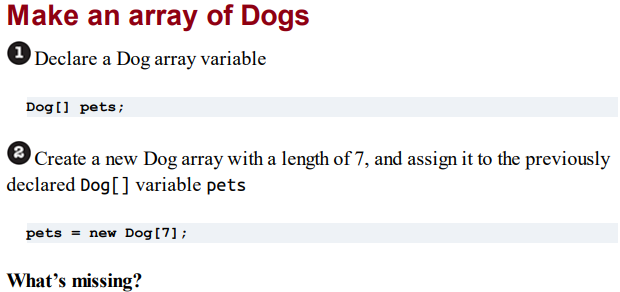 Make an array of Dogs
1 Declare a Dog array variable
Dog[] pets;
2 Create a new Dog array with a length of 7, and assign it to the previously
declared Dog[] variable pets
pets = new Dog[7];
What’s missing?